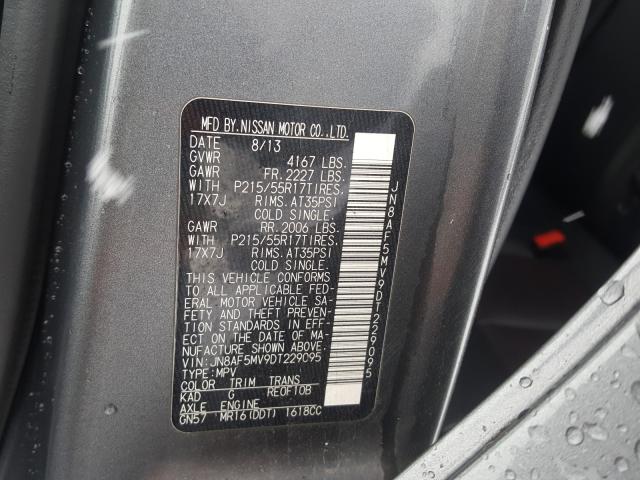 MFD BY.NISSAN MOTOR CO.,LTD.
DATE 8/13
GVWR 4167 LBS.
GAWR FR. 2227 LBS.
WITH P215/55R17TIRES.
17X7J RIMS. AT35PSI
COLD SINGLE.
GAWR RR. 2006 LBS.
WITH P215/55R17TIRES.
17X7J RIMS. AT35PSI
COLD SINGLE.
THIS VEHICLE CONFORMS
TO ALL APPLICABLE FED-
ERAL MOTOR VEHICLE SA-
FETY AND THEFT PREVENTION
STANDARDS IN EFF-
ECT ON THE DATE OF MA-
NUFACTURE SHOWN ABOVE.
VIN:JN8AF5MV9DT229095
TYPE:MPV
COLOR TRIM TRANS
KAD G RE0F10B
AXLE ENGINE
GN57 MR16(DDT) 1618CC
JN8AF5MV9DT229095